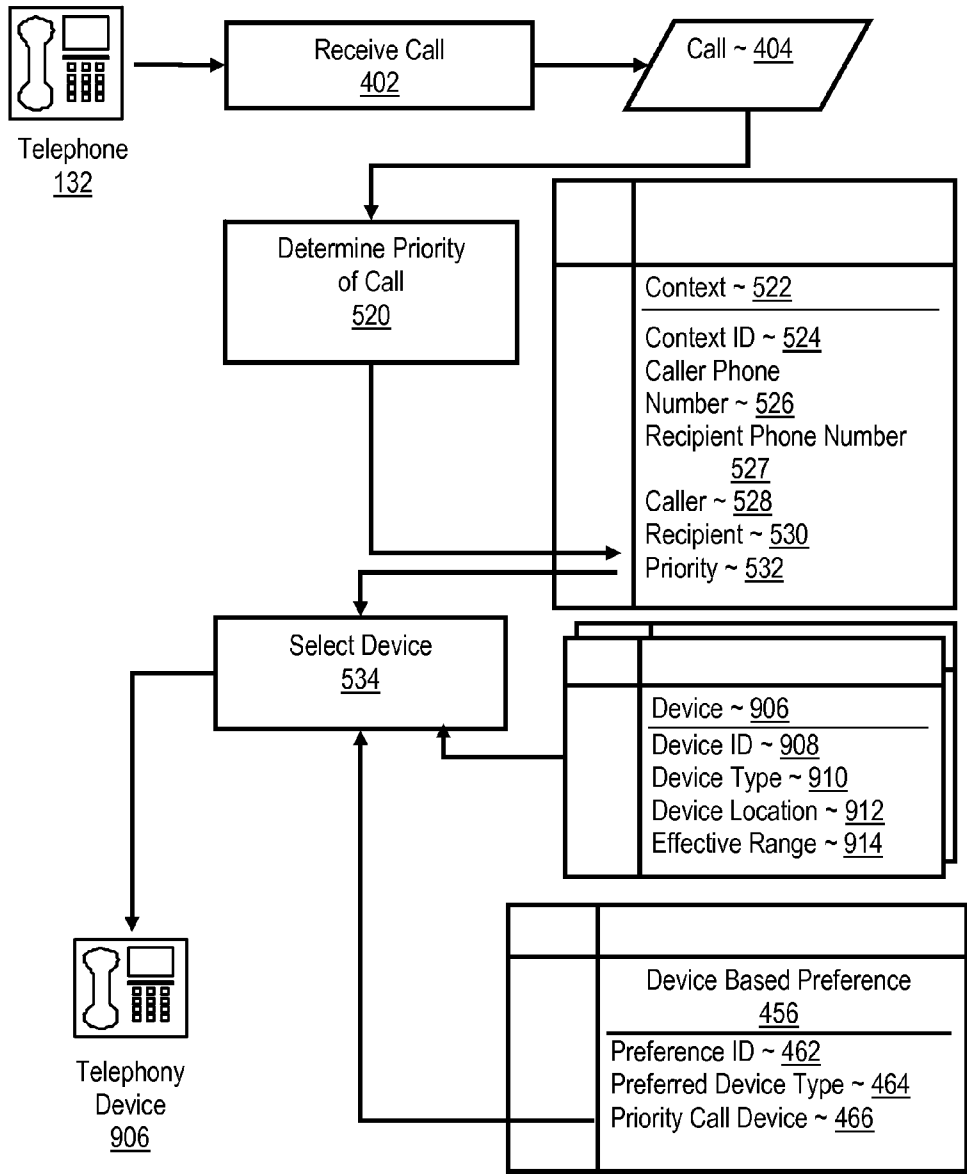 Receive Call
402
Call ~ 404
Telephone
132
Determine Priority
of Call
520
Context ~ 522
Context ID ~ 524
Caller Phone
Number ~ 526
Recipient Phone Number
527
Caller ~ 528
Recipient ~ 530
Priority ~ 532
Select Device
534
Device ~ 906
Device ID ~ 908
Device Type ~ 910
Device Location ~ 912
Effective Range ~ 914
Device Based Preference
456
Preference ID ~ 462
Preferred Device Type ~ 464
Priority Call Device ~ 466
Telephony
Device
906